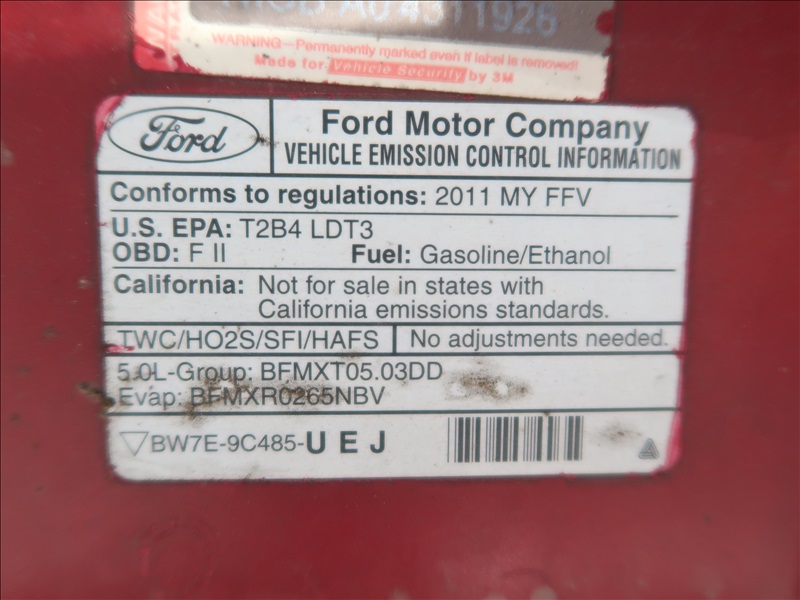 WARNING-Permanently marked even if label is removed!
Made for Vehicle Security by 3M
Ford
Ford Motor Company
VEHICLE EMISSION CONTROL INFORMATION
Conforms to regulations: 2011 MY FFV
U.S. EPA: T2B4 LDT3
OBD: F II Fuel: Gasoline/Ethanol
California: Not for sale in states with
California emissions standards.
TWC/HO2S/SFI/HAFS No adjustments needed.
5.0L-Group: BFMXT05.03DD
Evap: BFMXR0265NBV
BW7E-9C485-UEJ